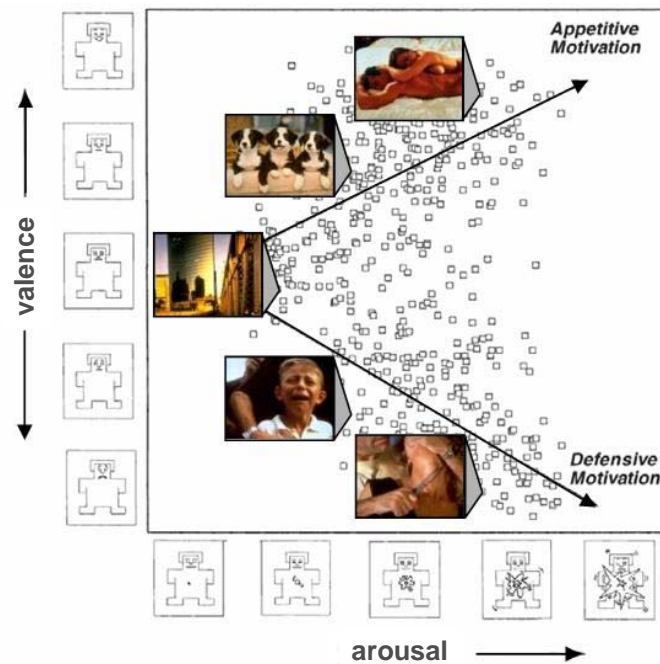 Appetitive
Motivation
valence
Defensive
Motivation
arousal